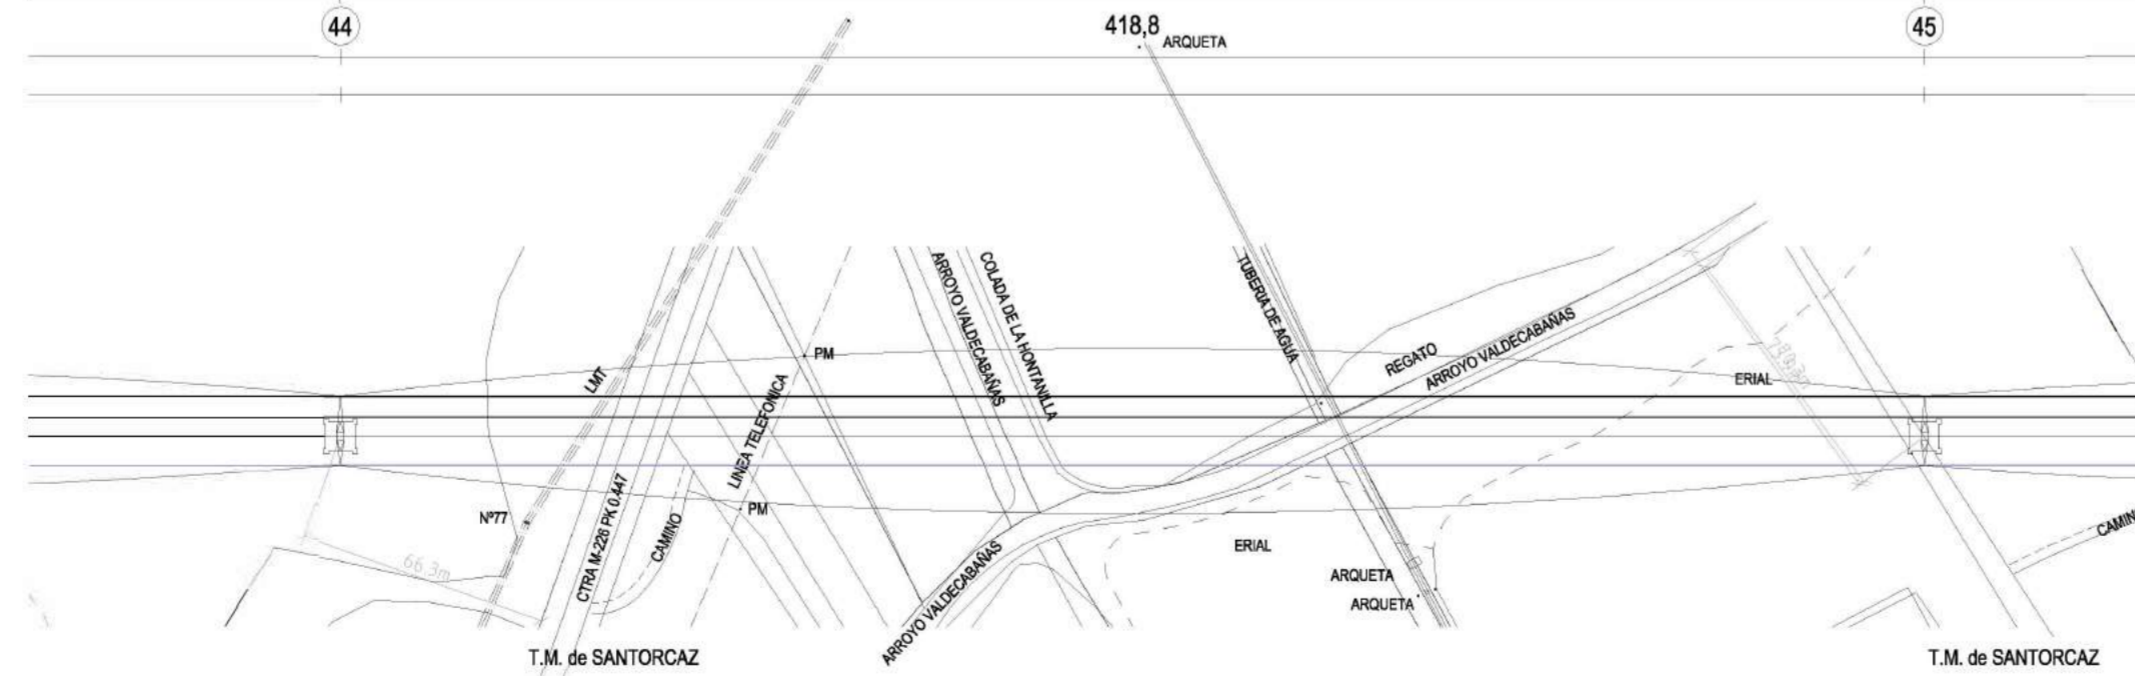 44
418,8
45
ARQUETA
ARROYO VALDECABAÑAS
COLADA DE LA HONTANILLA
TUBERIA DE AGUA
REGATO
ARROYO VALDECABAÑAS
PM
LMT
ERIAL
LINEA TELEFONICA
Nº77
CTRA M-226 PK 0.447
CAMINO
PM
66.3m
ARROYO VALDECABAÑAS
ERIAL
ARQUETA
ARQUETA
T.M. de SANTORCAZ
T.M. de SANTORCAZ